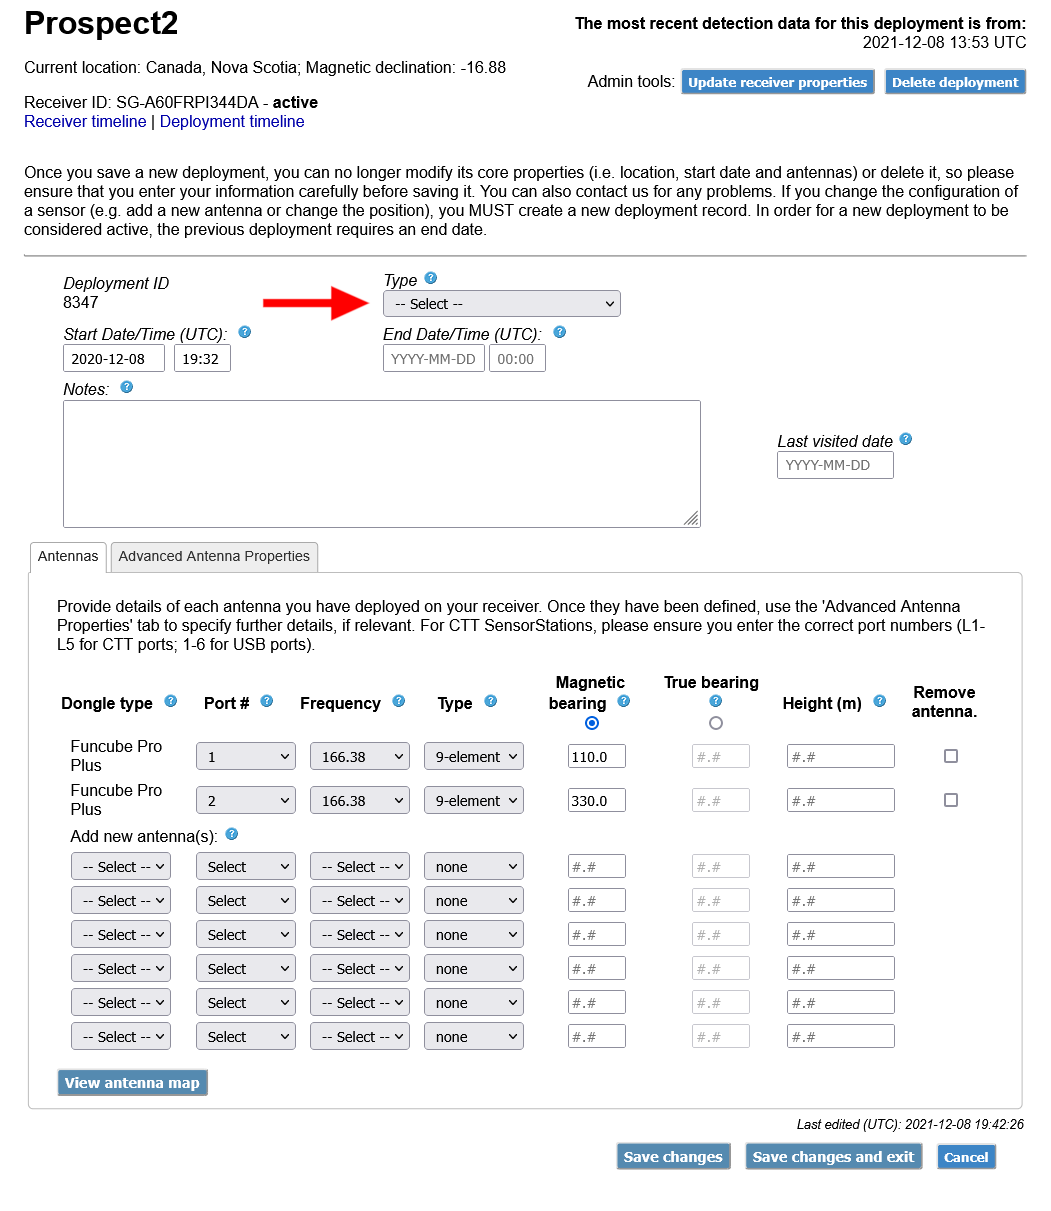 Prospect2
The most recent detection data for this deployment is from:
2021-12-08 13:53 UTC
Current location: Canada, Nova Scotia; Magnetic declination: -16.88
Admin tools: Update receiver properties Delete deployment
Receiver ID: SG-A60FRPI344DA - active
Receiver timeline | Deployment timeline
Once you save a new deployment, you can no longer modify its core properties (i.e. location, start date and antennas) or delete it, so please
ensure that you enter your information carefully before saving it. You can also contact us for any problems. If you change the configuration of
a sensor (e.g. add a new antenna or change the position), you MUST create a new deployment record. In order for a new deployment to be
considered active, the previous deployment requires an end date.
Deployment ID
8347
Type ?
-- Select --
Start Date/Time (UTC): ?
2020-12-08 19:32
End Date/Time (UTC): ?
YYYY-MM-DD 00:00
Notes: ?
Last visited date ?
YYYY-MM-DD
Antennas Advanced Antenna Properties
Provide details of each antenna you have deployed on your receiver. Once they have been defined, use the 'Advanced Antenna
Properties' tab to specify further details, if relevant. For CTT SensorStations, please ensure you enter the correct port numbers (L1-
L5 for CTT ports; 1-6 for USB ports).
Dongle type ? Port # ? Frequency ? Type ? Magnetic bearing ? True bearing ? Height (m) ? Remove antenna.
Funcube Pro Plus 1 166.38 9-element 110.0 #.# #.#
Funcube Pro Plus 2 166.38 9-element 330.0 #.# #.#
Add new antenna(s): ?
-- Select -- Select -- Select -- none #.# #.# #.#
-- Select -- Select -- Select -- none #.# #.# #.#
-- Select -- Select -- Select -- none #.# #.# #.#
-- Select -- Select -- Select -- none #.# #.# #.#
-- Select -- Select -- Select -- none #.# #.# #.#
-- Select -- Select -- Select -- none #.# #.# #.#
View antenna map
Last edited (UTC): 2021-12-08 19:42:26
Save changes Save changes and exit Cancel